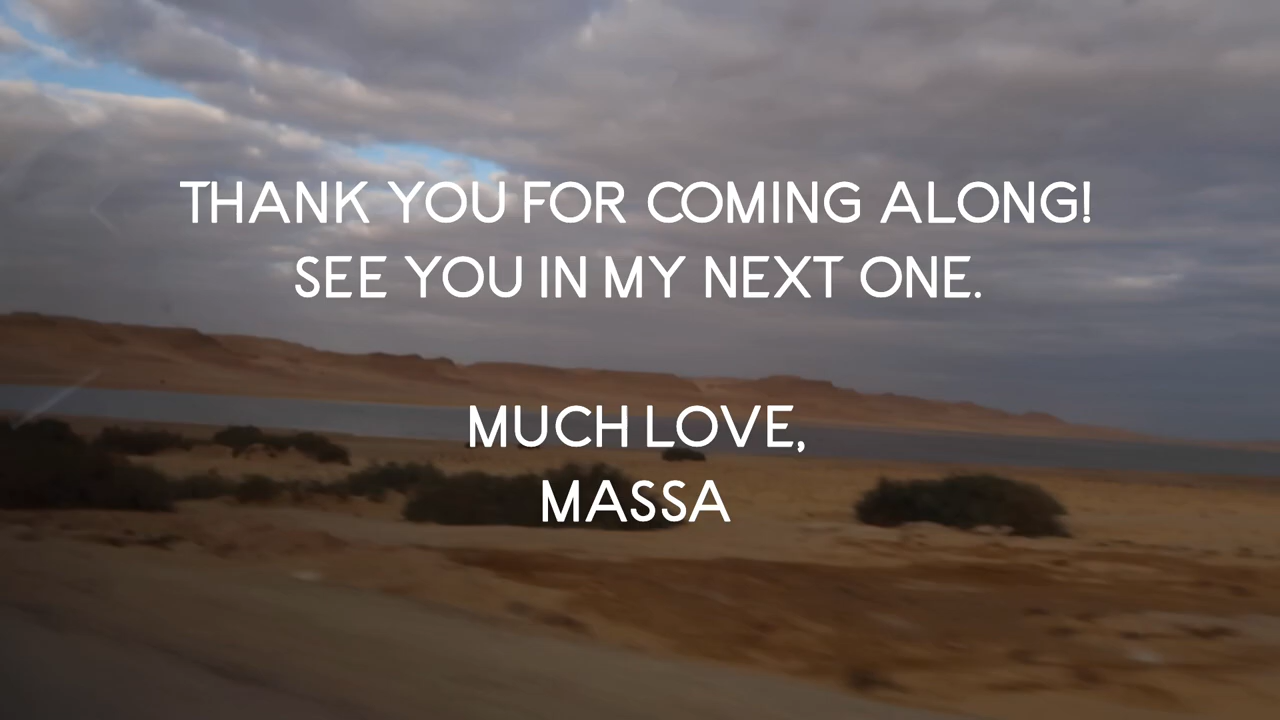 THANK YOU FOR COMING ALONG!
SEE YOU IN MY NEXT ONE.
MUCH LOVE,
MASSA